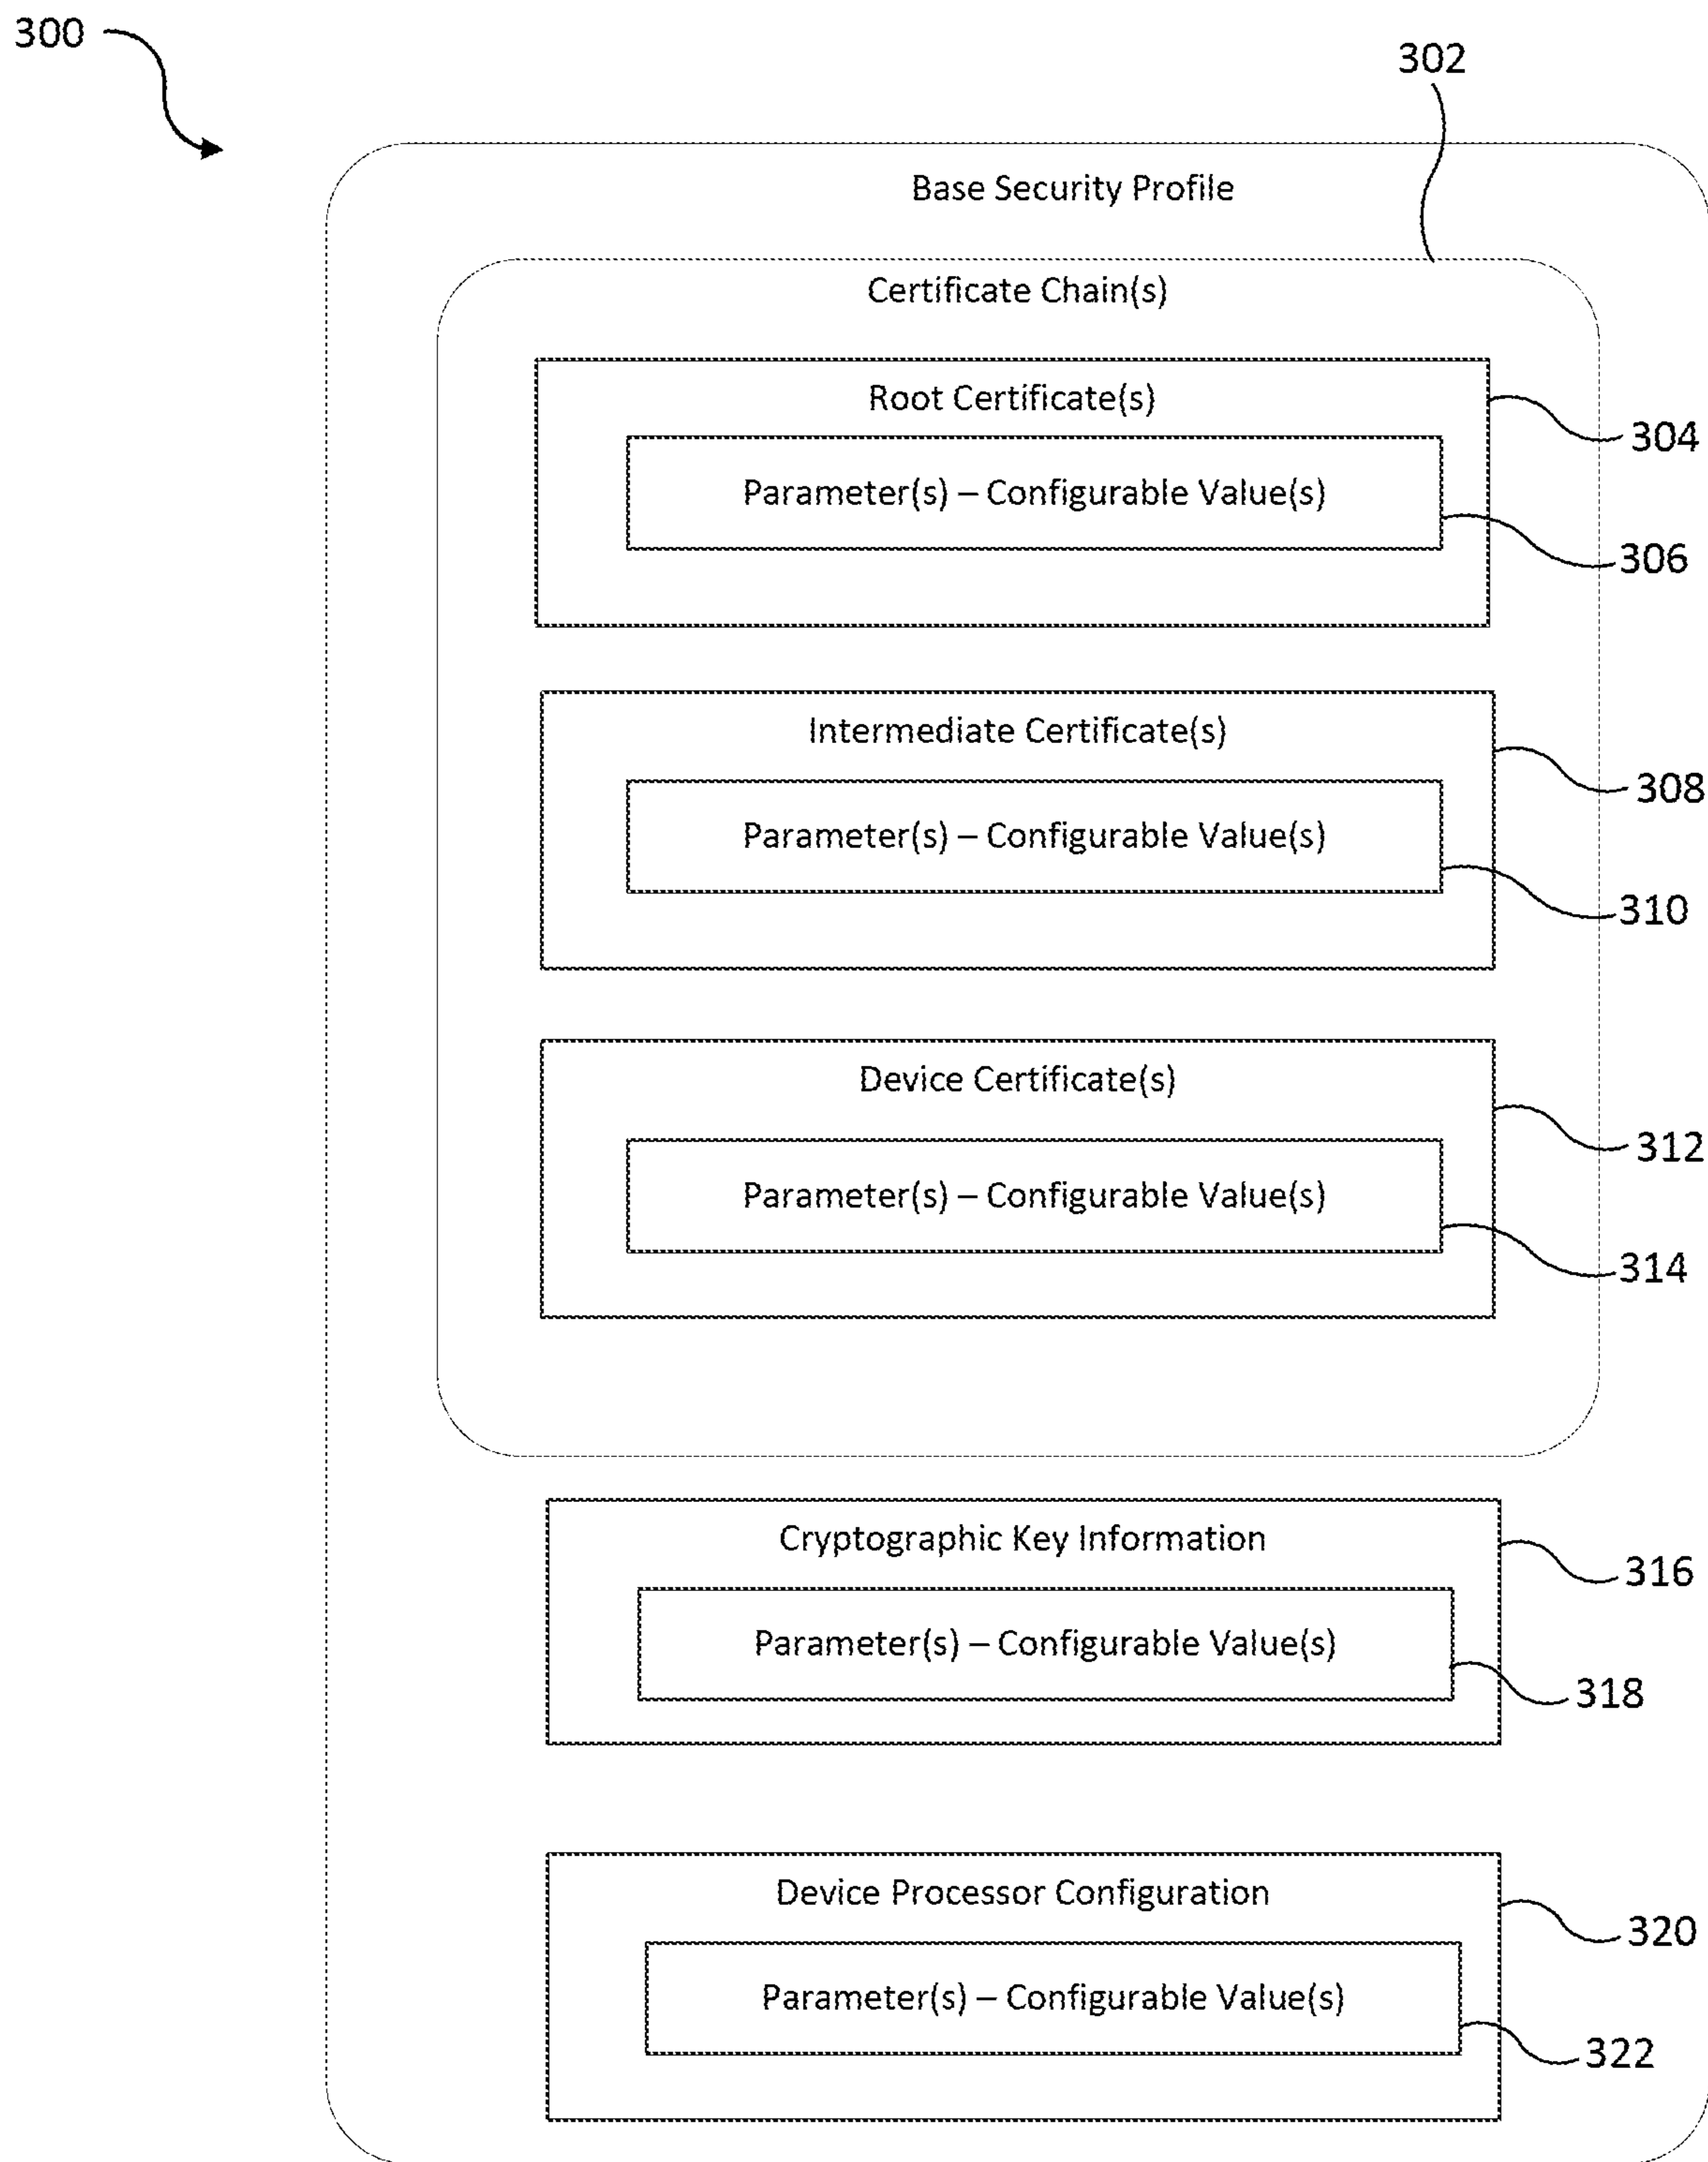 300
302
Base Security Profile
Certificate Chain(s)
Root Certificate(s)
304
Parameter(s) – Configurable Value(s)
306
Intermediate Certificate(s)
308
Parameter(s) – Configurable Value(s)
310
Device Certificate(s)
312
Parameter(s) – Configurable Value(s)
314
Cryptographic Key Information
316
Parameter(s) – Configurable Value(s)
318
Device Processor Configuration
320
Parameter(s) – Configurable Value(s)
322